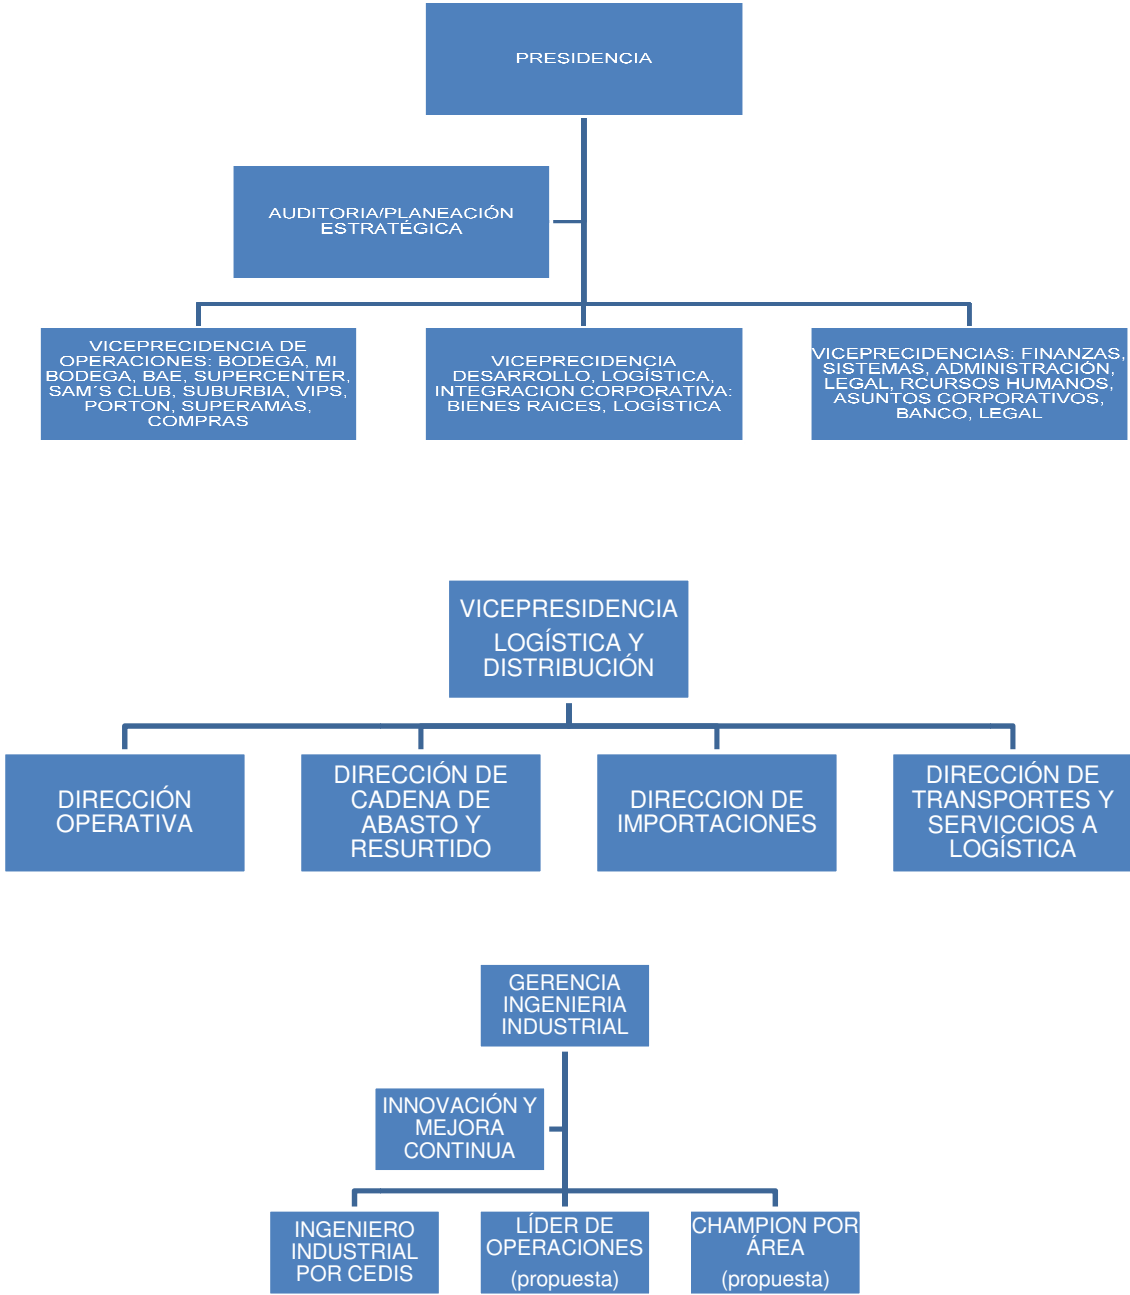 PRESIDENCIA
AUDITORIA/PLANEACIÓN
ESTRATÉGICA
VICEPRECIDENCIA DE
OPERACIONES: BODEGA, MI
BODEGA, BAE, SUPERCENTER,
SAM´S CLUB, SUBURBIA, VIPS,
PORTON, SUPERAMAS,
COMPRAS
VICEPRECIDENCIA
DESARROLLO, LOGÍSTICA,
INTEGRACION CORPORATIVA:
BIENES RAICES, LOGÍSTICA
VICEPRECIDENCIAS: FINANZAS,
SISTEMAS, ADMINISTRACIÓN,
LEGAL, RCURSOS HUMANOS,
ASUNTOS CORPORATIVOS,
BANCO, LEGAL
VICEPRESIDENCIA
LOGÍSTICA Y
DISTRIBUCIÓN
DIRECCIÓN
OPERATIVA
DIRECCIÓN DE
CADENA DE
ABASTO Y
RESURTIDO
DIRECCION DE
IMPORTACIONES
DIRECCIÓN DE
TRANSPORTES Y
SERVICCIOS A
LOGÍSTICA
GERENCIA
INGENIERIA
INDUSTRIAL
INNOVACIÓN Y
MEJORA
CONTINUA
INGENIERO
INDUSTRIAL
POR CEDIS
LÍDER DE
OPERACIONES
(propuesta)
CHAMPION POR
ÁREA
(propuesta)